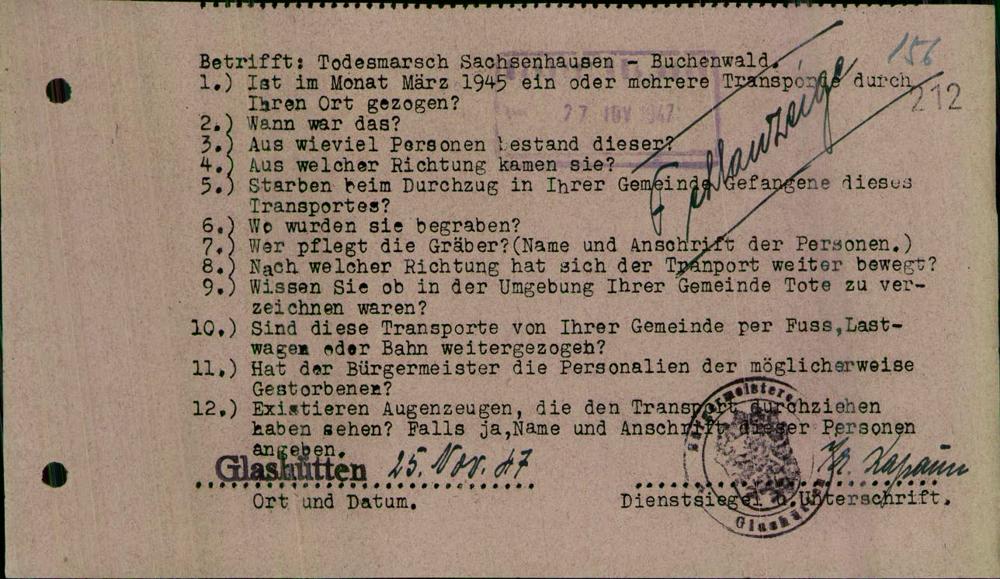 156
212
Betrifft: Todesmarsch Sachsenhausen - Buchenwald.
1.) Ist im Monat März 1945 ein oder mehrere Transporte durch
Ihren Ort gezogen?
27 NOV 1947
2.) Wann war das?
3.) Aus wieviel Personen bestand dieser?
4.) Aus welcher Richtung kamen sie?
Fehlanzeige
5.) Starben beim Durchzug in Ihrer Gemeinde Gefangene dieses
Transportes?
6.) Wo wurden sie begraben?
7.) Wer pflegt die Gräber?(Name und Anschrift der Personen.)
8.) Nach welcher Richtung hat sich der Tpanport weiter bewegt?
9.) Wissen Sie ob in der Umgebung Ihrer Gemeinde Tote zu ver-
zeichnen waren?
10.) Sind diese Transporte von Ihrer Gemeinde per Fuss,Last-
wagen oder Bahn weitergezogen?
11.) Hat der Bürgermeister die Personalien der möglicherweise
Gestorbenen?
12.) Existieren Augenzeugen, die den Transport durchziehen
haben sehen? Falls ja,Name und Anschrift dieser Personen
angeben.
Glashütten 25. Nov. 47
Ort und Datum.
Dienstsiegel u.Unterschrift.